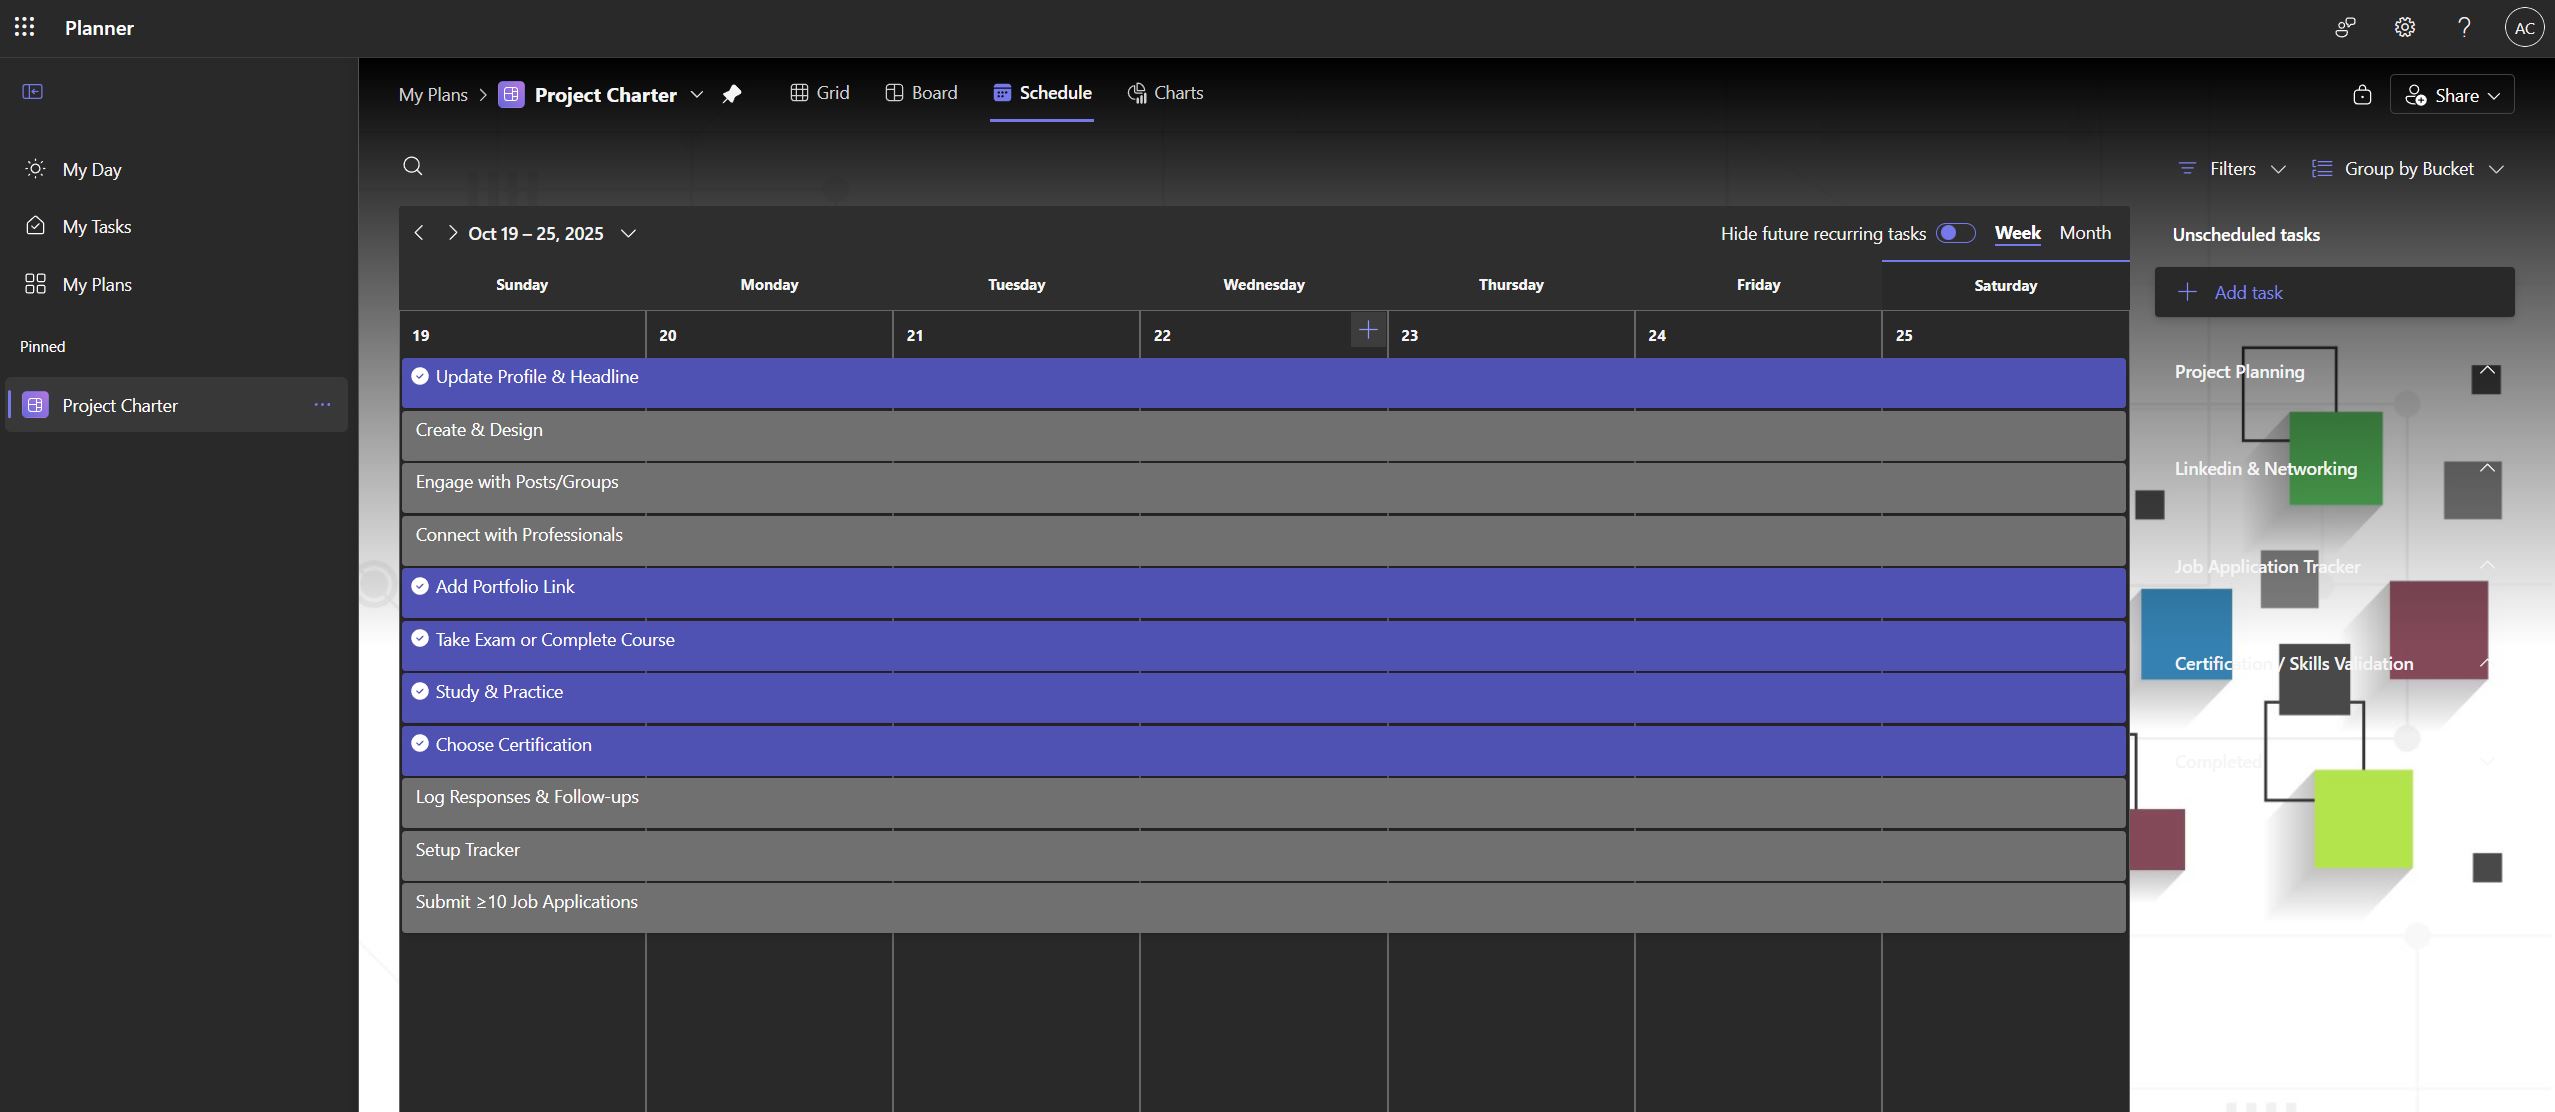 Planner
AC
My Plans > Project Charter
Grid
Board
Schedule
Charts
Share
My Day
My Tasks
My Plans
Pinned
Project Charter
Filters
Group by Bucket
Oct 19 – 25, 2025
Hide future recurring tasks
Week
Month
Unscheduled tasks
Sunday
Monday
Tuesday
Wednesday
Thursday
Friday
Saturday
Add task
19
20
21
22
23
24
25
Update Profile & Headline
Create & Design
Engage with Posts/Groups
Connect with Professionals
Add Portfolio Link
Take Exam or Complete Course
Study & Practice
Choose Certification
Log Responses & Follow-ups
Setup Tracker
Submit ≥10 Job Applications
Project Planning
Linkedin & Networking
Job Application Tracker
Certification / Skills Validation
Completed